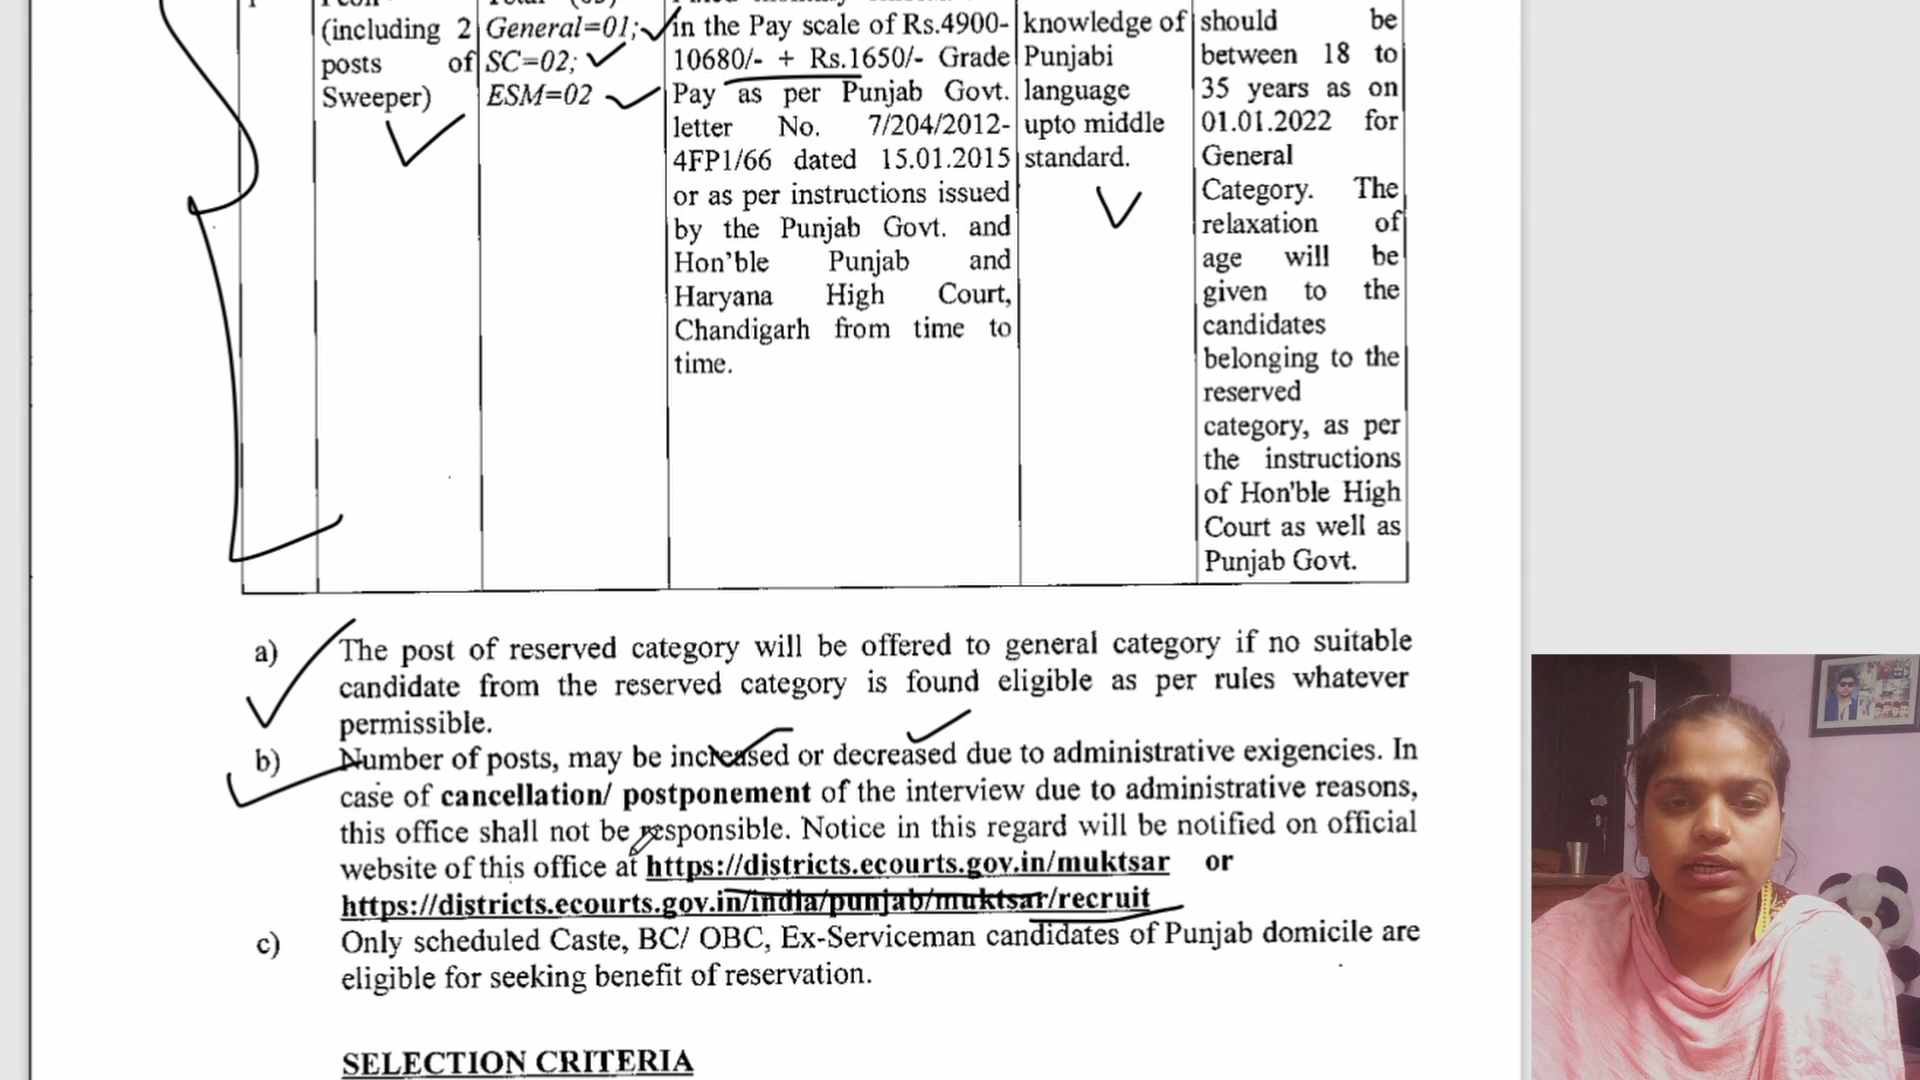 (including 2
posts of
Sweeper)
General=01;
SC=02;
ESM=02
in the Pay scale of Rs.4900-
10680/- + Rs.1650/- Grade
Pay as per Punjab Govt.
letter No. 7/204/2012-
4FP1/66 dated 15.01.2015
or as per instructions issued
by the Punjab Govt. and
Hon'ble Punjab and
Haryana High Court,
Chandigarh from time to
time.
knowledge of
Punjabi
language
upto middle
standard.
should be
between 18 to
35 years as on
01.01.2022 for
General
Category. The
relaxation of
age will be
given to the
candidates
belonging to the
reserved
category, as per
the instructions
of Hon'ble High
Court as well as
Punjab Govt.
a) The post of reserved category will be offered to general category if no suitable
candidate from the reserved category is found eligible as per rules whatever
permissible.
b) Number of posts, may be increased or decreased due to administrative exigencies. In
case of cancellation/ postponement of the interview due to administrative reasons,
this office shall not be responsible. Notice in this regard will be notified on official
website of this office at https://districts.ecourts.gov.in/muktsar or
https://districts.ecourts.gov.in/india/punjab/muktsar/recruit
c) Only scheduled Caste, BC/ OBC, Ex-Serviceman candidates of Punjab domicile are
eligible for seeking benefit of reservation.
SELECTION CRITERIA